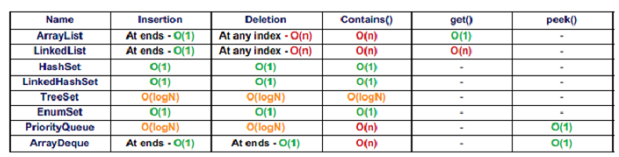 Name Insertion Deletion Contains() get() peek()
ArrayList At ends - O(1) At any index - O(n) O(n) O(1) -
LinkedList At ends - O(1) At any index - O(n) O(n) O(n) -
HashSet O(1) O(1) O(1) - -
LinkedHashSet O(1) O(1) O(1) - -
TreeSet O(logN) O(logN) O(logN) - -
EnumSet O(1) O(1) O(1) - -
PriorityQueue O(logN) O(logN) O(n) - O(1)
ArrayDeque At ends - O(1) At ends - O(1) O(n) - O(1)